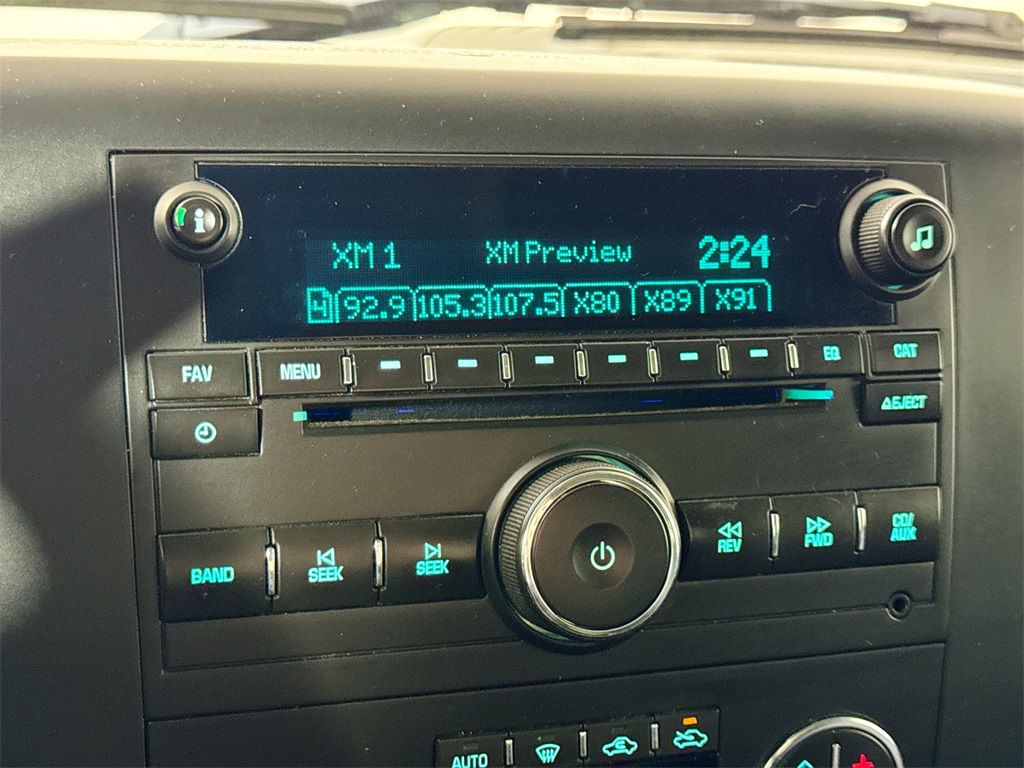 i
XM 1 XM Preview 2:24
4 92.9 105.3 107.5 X80 X89 X91
FAV MENU EQ CAT
EJECT
BAND SEEK SEEK REV FWD CD/
AUX
AUTO